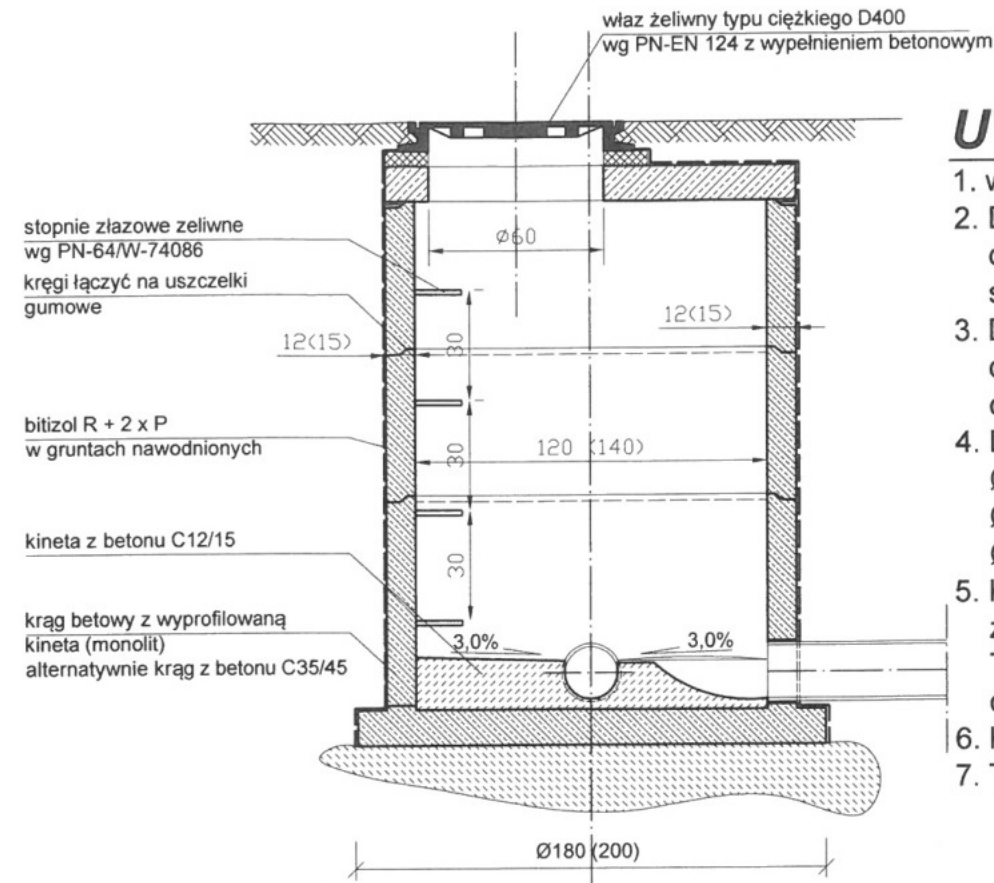 właz żeliwny typu ciężkiego D400
wg PN-EN 124 z wypełnieniem betonowym
stopnie złazowe zeliwne
wg PN-64/W-74086
kręgi łączyć na uszczelki
gumowe
12(15)
bitizol R + 2 x P
w gruntach nawodnionych
kineta z betonu C12/15
krąg betowy z wyprofilowaną
kineta (monolit)
alternatywnie krąg z betonu C35/45
Ø60
12(15)
30
30
30
120 (140)
3,0%
3,0%
Ø180 (200)
U
1.
2.
3.
4.
5.
6.
7.